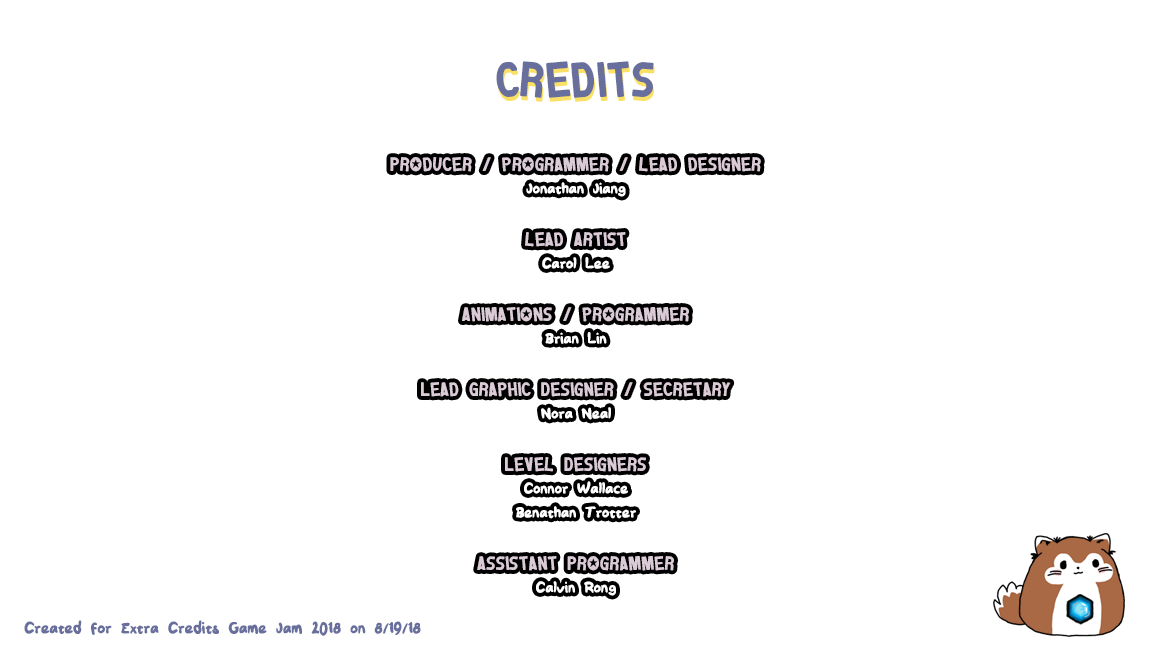 CREDITS
PRODUCER / PROGRAMMER / LEAD DESIGNER
Jonathan Jiang
LEAD ARTIST
Carol Lee
ANIMATIONS / PROGRAMMER
Brian Lin
LEAD GRAPHIC DESIGNER / SECRETARY
Nora Neal
LEVEL DESIGNERS
Connor Wallace
Benathan Trotter
ASSISTANT PROGRAMMER
Calvin Rong
Created for Extra Credits Game Jam 2018 on 8/19/18